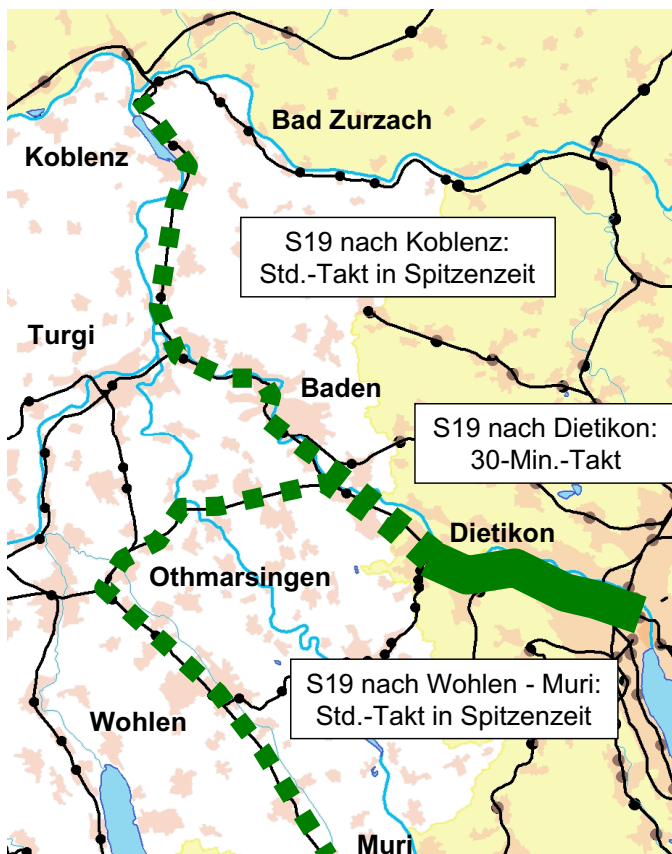 Bad Zurzach
Koblenz
S19 nach Koblenz:
Std.-Takt in Spitzenzeit
Turgi
Baden
S19 nach Dietikon:
30-Min.-Takt
Dietikon
Othmarsingen
S19 nach Wohlen - Muri:
Std.-Takt in Spitzenzeit
Wohlen
Muri